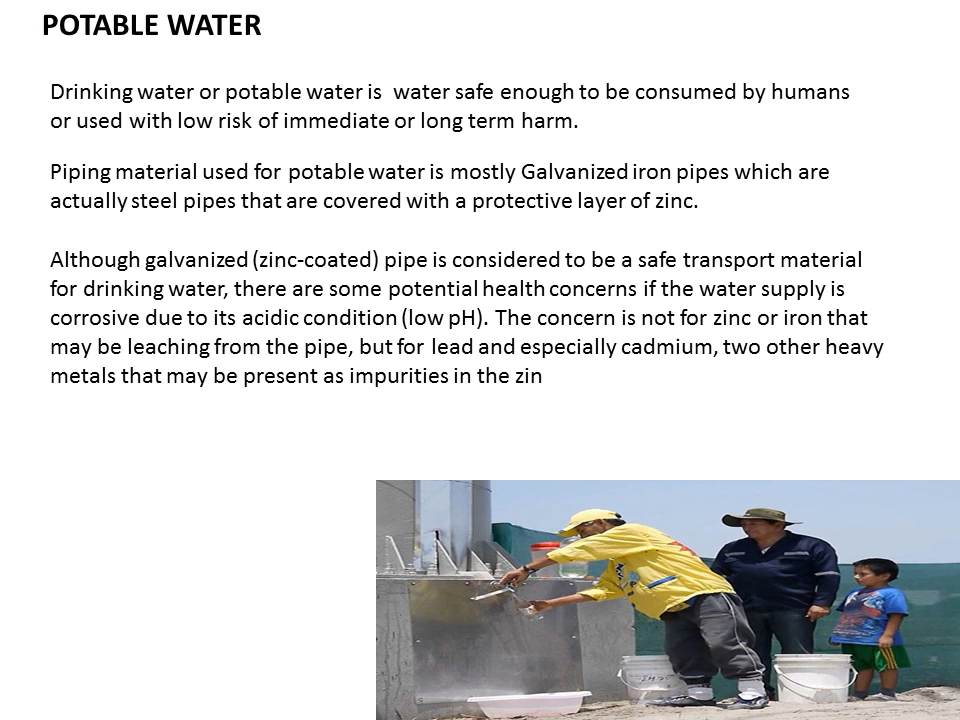 POTABLE WATER
Drinking water or potable water is  water safe enough to be consumed by humans
or used with low risk of immediate or long term harm.
Piping material used for potable water is mostly Galvanized iron pipes which are
actually steel pipes that are covered with a protective layer of zinc.
Although galvanized (zinc-coated) pipe is considered to be a safe transport material
for drinking water, there are some potential health concerns if the water supply is
corrosive due to its acidic condition (low pH). The concern is not for zinc or iron that
may be leaching from the pipe, but for lead and especially cadmium, two other heavy
metals that may be present as impurities in the zin